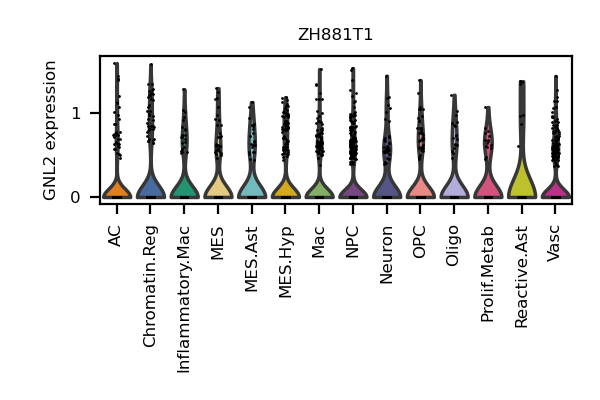 ZH881T1
GNL2 expression
1
0
AC
Chromatin.Reg
Inflammatory.Mac
MES
MES.Ast
MES.Hyp
Mac
NPC
Neuron
OPC
Oligo
Prolif.Metab
Reactive.Ast
Vasc